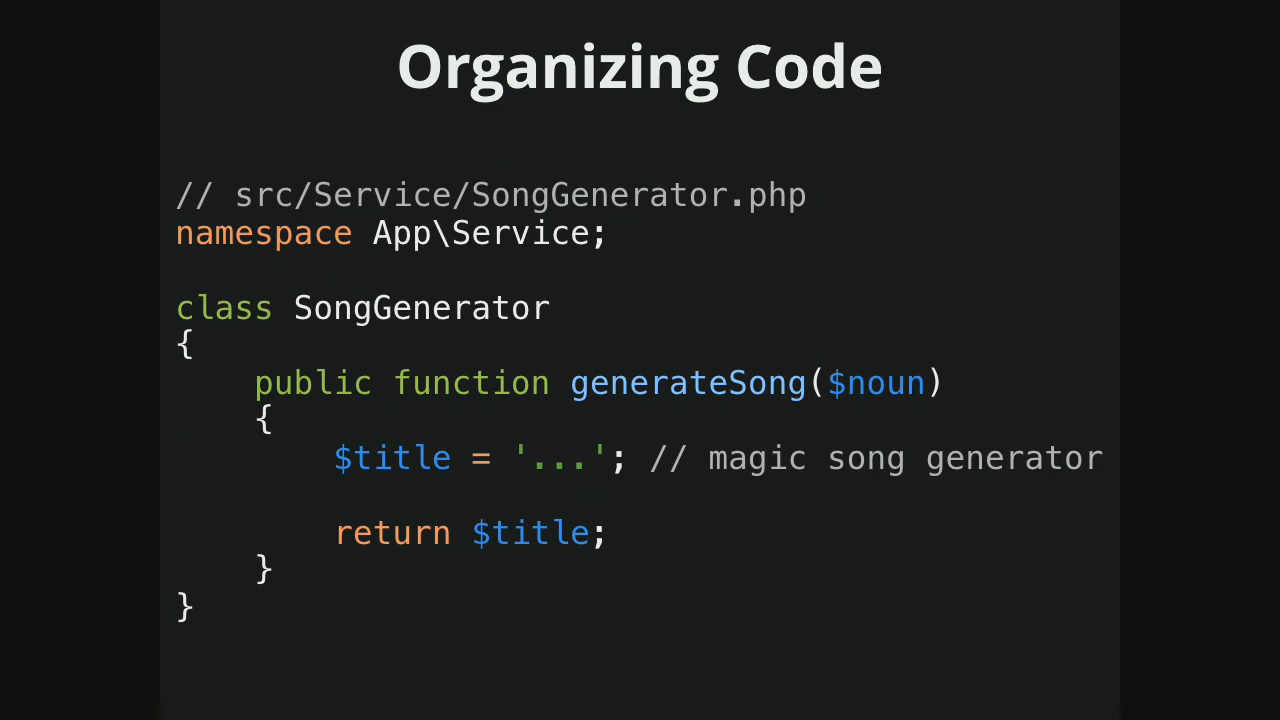 Organizing Code
// src/Service/SongGenerator.php
namespace App\Service;
class SongGenerator
{
public function generateSong($noun)
{
$title = '...'; // magic song generator
return $title;
}
}